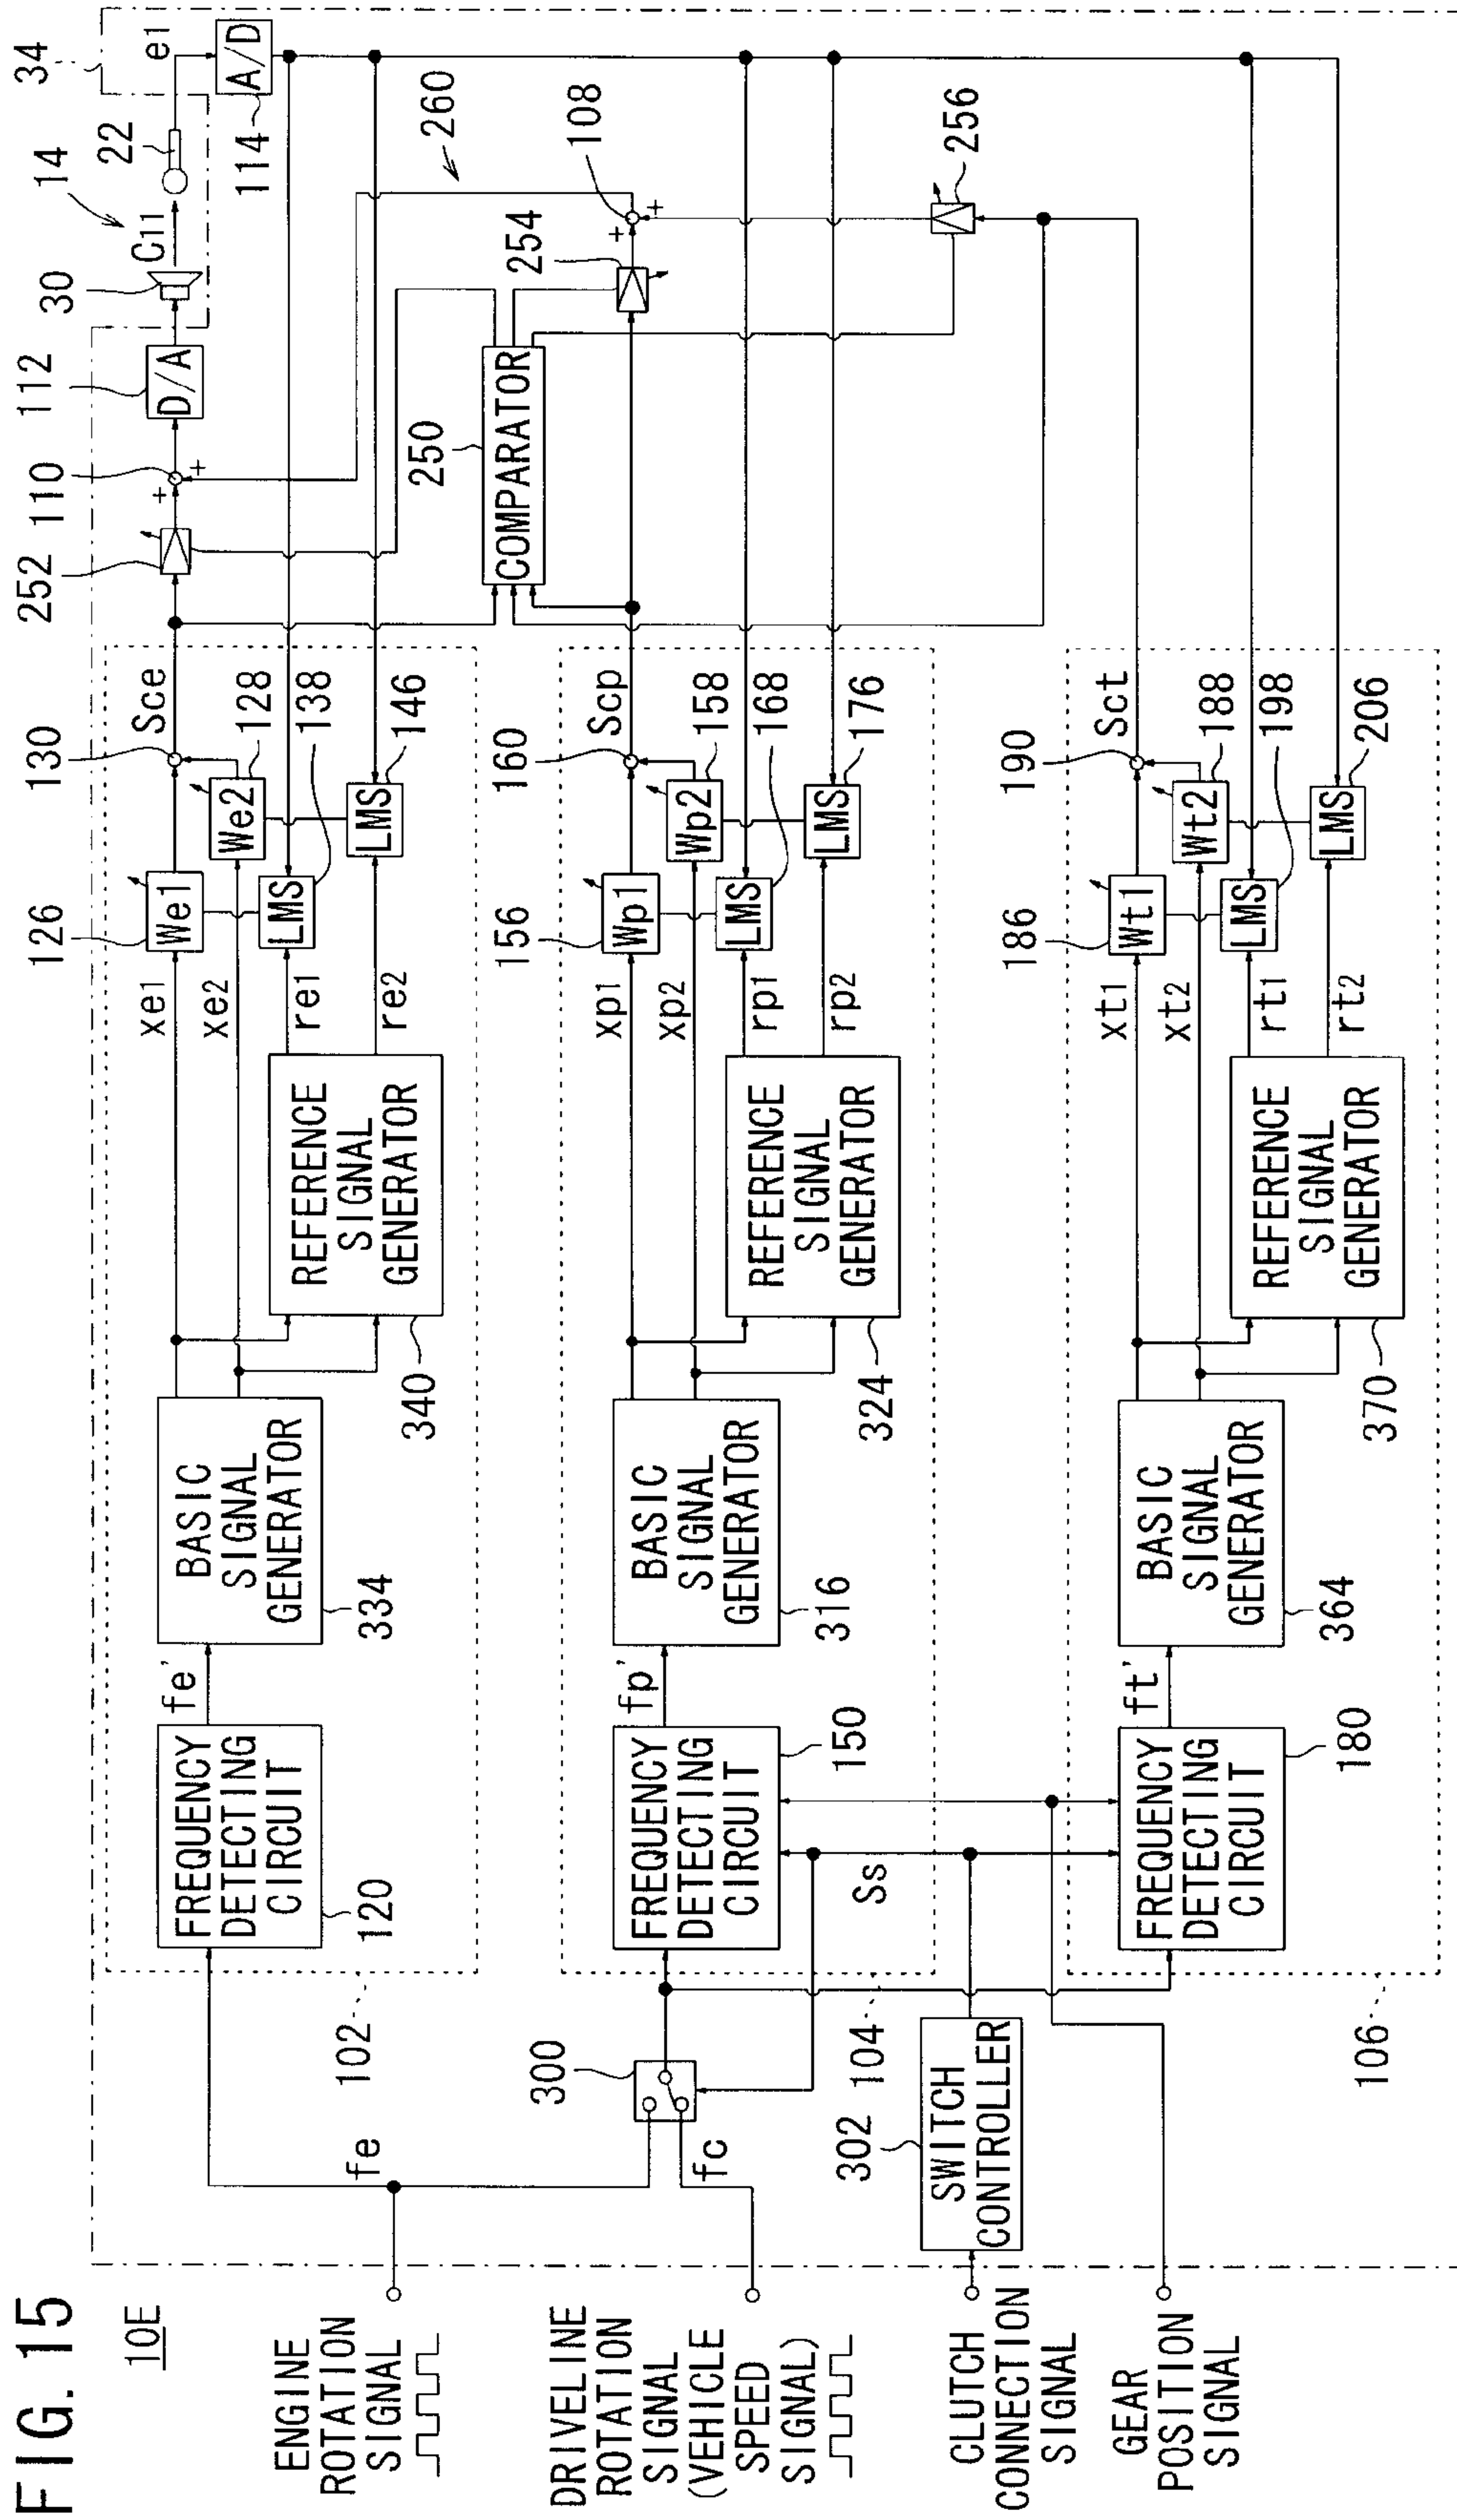 FIG. 15
10E
34
14
22
e1
30
C11
112
D/A
A/D
114
110
+
+
252
260
108
+
+
254
256
250
COMPARATOR
ENGINE
ROTATION
SIGNAL
fe
FREQUENCY
DETECTING
CIRCUIT
120
102
fe'
BASIC
SIGNAL
GENERATOR
334
REFERENCE
SIGNAL
GENERATOR
340
xe1
xe2
re1
re2
126
We1
We2
128
130
Sce
LMS
138
LMS
146
DRIVELINE
ROTATION
SIGNAL
(VEHICLE
SPEED
SIGNAL)
fc
300
FREQUENCY
DETECTING
CIRCUIT
150
Ss
104
fp'
BASIC
SIGNAL
GENERATOR
316
REFERENCE
SIGNAL
GENERATOR
324
xp1
xp2
rp1
rp2
156
Wp1
Wp2
158
160
Scp
LMS
168
LMS
176
CLUTCH
CONNECTION
SIGNAL
302
SWITCH
CONTROLLER
GEAR
POSITION
SIGNAL
FREQUENCY
DETECTING
CIRCUIT
180
106
ft'
BASIC
SIGNAL
GENERATOR
364
REFERENCE
SIGNAL
GENERATOR
370
xt1
xt2
rt1
rt2
186
Wt1
Wt2
188
190
Sct
LMS
198
LMS
206